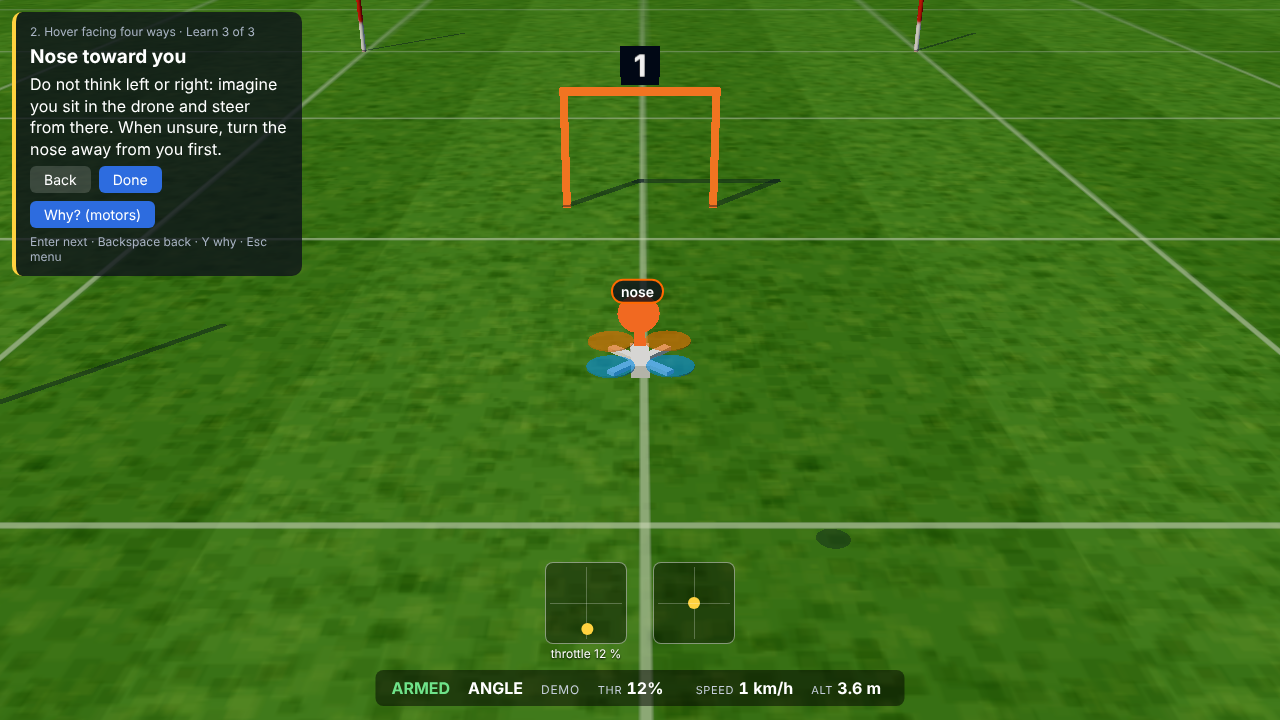 2. Hover facing four ways · Learn 3 of 3
Nose toward you
Do not think left or right: imagine
you sit in the drone and steer
from there. When unsure, turn the
nose away from you first.
Back
Done
Why? (motors)
Enter next · Backspace back · Y why · Esc
menu
1
nose
throttle 12 %
ARMED ANGLE DEMO THR 12% SPEED 1 km/h ALT 3.6 m